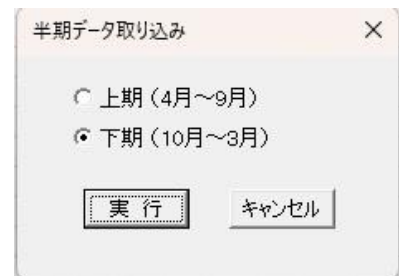 半期データ取り込み
上期（4月～9月）
下期（10月～3月）
実 行
キャンセル